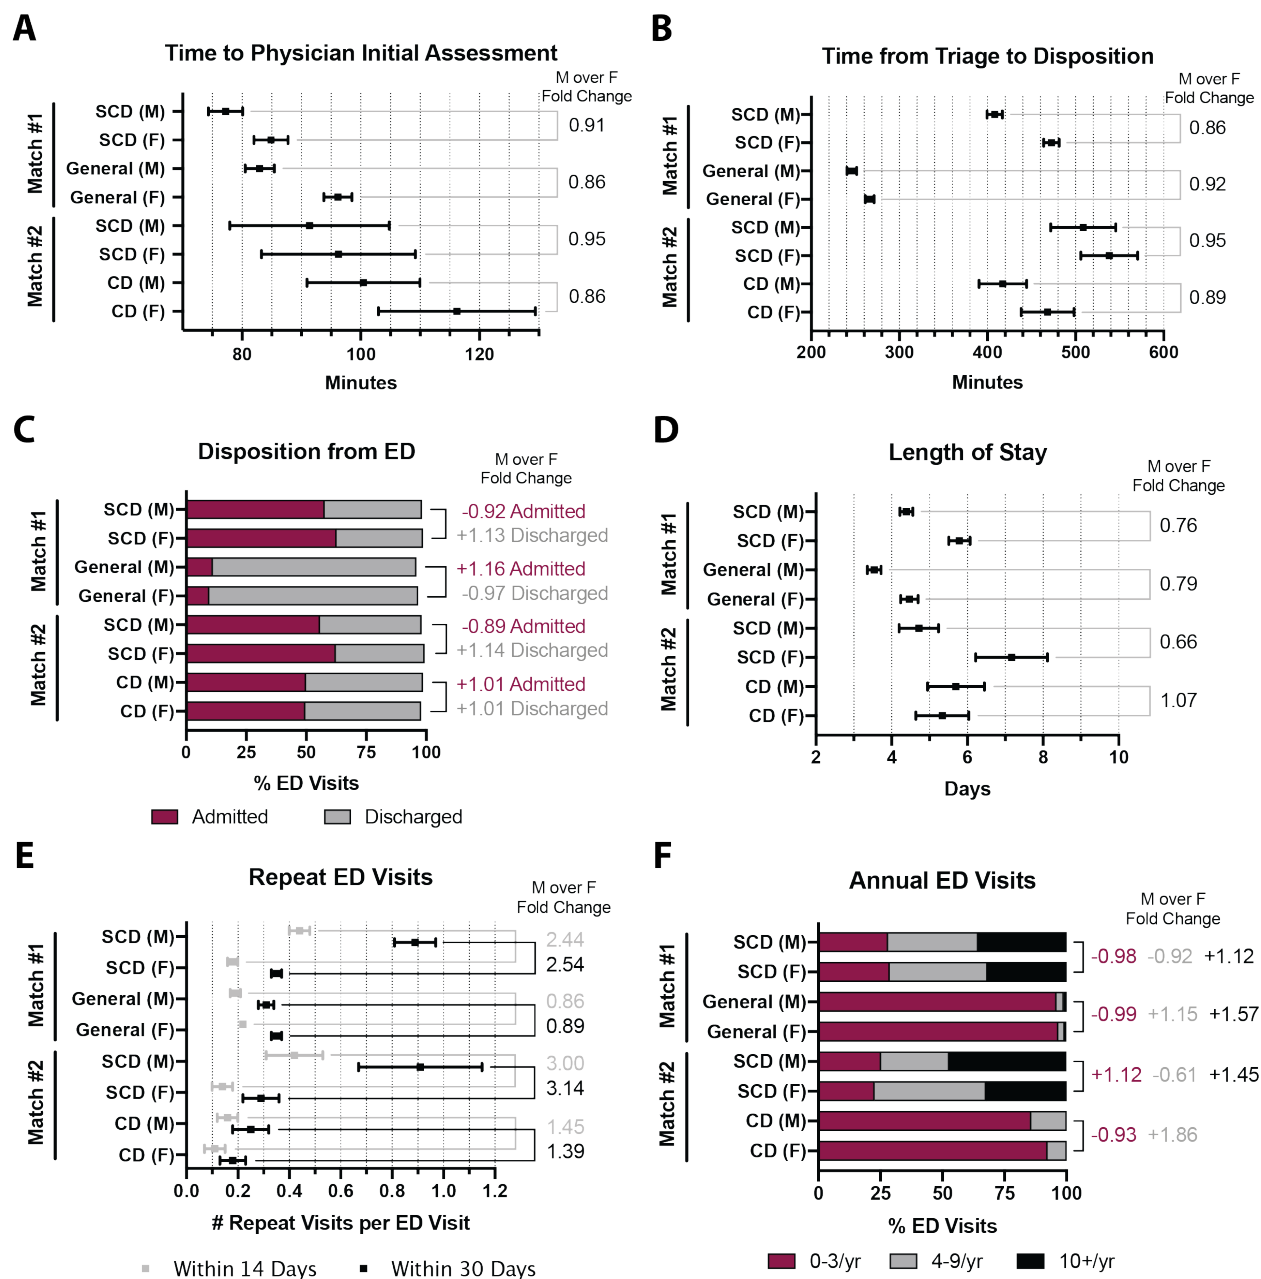 A
Time to Physician Initial Assessment
M over F
Fold Change
Match #1
SCD (M)
SCD (F)
General (M)
General (F)
Match #2
SCD (M)
SCD (F)
CD (M)
CD (F)
0.91
0.86
0.95
0.86
80 100 120
Minutes
B
Time from Triage to Disposition
M over F
Fold Change
Match #1
SCD (M)
SCD (F)
General (M)
General (F)
Match #2
SCD (M)
SCD (F)
CD (M)
CD (F)
0.86
0.92
0.95
0.89
200 300 400 500 600
Minutes
C
Disposition from ED
M over F
Fold Change
Match #1
SCD (M)
SCD (F)
General (M)
General (F)
Match #2
SCD (M)
SCD (F)
CD (M)
CD (F)
-0.92 Admitted
+1.13 Discharged
+1.16 Admitted
-0.97 Discharged
-0.89 Admitted
+1.14 Discharged
+1.01 Admitted
+1.01 Discharged
0 25 50 75 100
% ED Visits
Admitted Discharged
D
Length of Stay
M over F
Fold Change
Match #1
SCD (M)
SCD (F)
General (M)
General (F)
Match #2
SCD (M)
SCD (F)
CD (M)
CD (F)
0.76
0.79
0.66
1.07
2 4 6 8 10
Days
E
Repeat ED Visits
M over F
Fold Change
Match #1
SCD (M)
SCD (F)
General (M)
General (F)
Match #2
SCD (M)
SCD (F)
CD (M)
CD (F)
2.44
2.54
0.86
0.89
3.00
3.14
1.45
1.39
0.0 0.2 0.4 0.6 0.8 1.0 1.2
# Repeat Visits per ED Visit
Within 14 Days Within 30 Days
F
Annual ED Visits
M over F
Fold Change
Match #1
SCD (M)
SCD (F)
General (M)
General (F)
Match #2
SCD (M)
SCD (F)
CD (M)
CD (F)
-0.98 -0.92 +1.12
-0.99 +1.15 +1.57
+1.12 -0.61 +1.45
-0.93 +1.86
0 25 50 75 100
% ED Visits
0-3/yr 4-9/yr 10+/yr